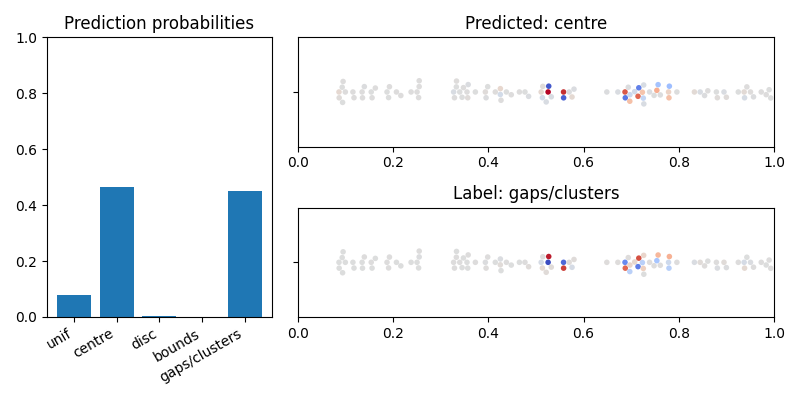 Prediction probabilities
1.0
0.8
0.6
0.4
0.2
0.0
unif
centre
disc
bounds
gaps/clusters
Predicted: centre
0.0 0.2 0.4 0.6 0.8 1.0
Label: gaps/clusters
0.0 0.2 0.4 0.6 0.8 1.0